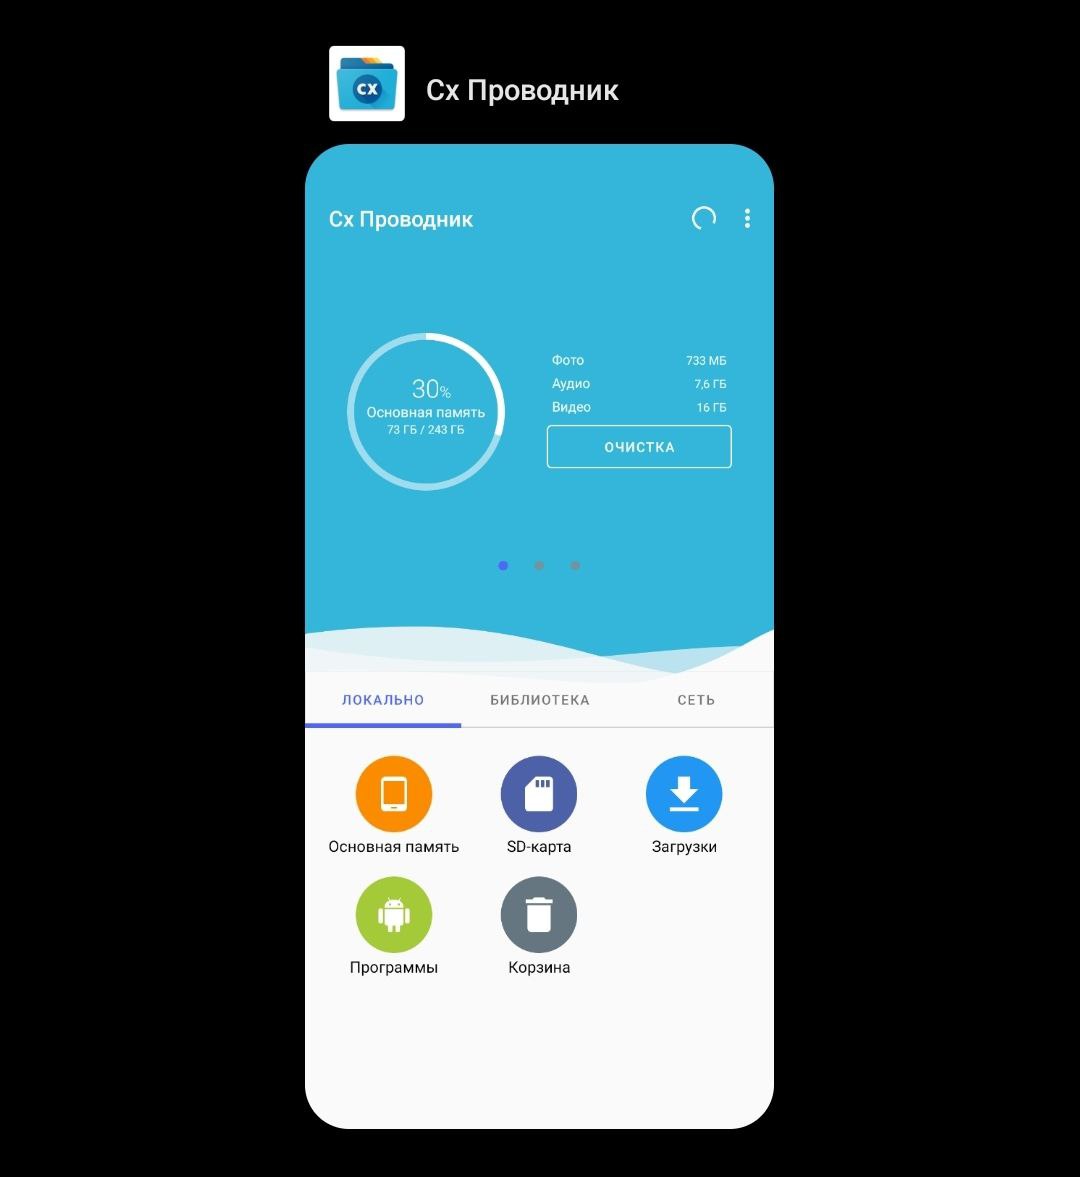 CX
Cx Проводник
Cx Проводник
30%
Основная память
73 ГБ / 243 ГБ
Фото 733 МБ
Аудио 7,6 ГБ
Видео 16 ГБ
ОЧИСТКА
ЛОКАЛЬНО БИБЛИОТЕКА СЕТЬ
Основная память SD-карта Загрузки
Программы Корзина